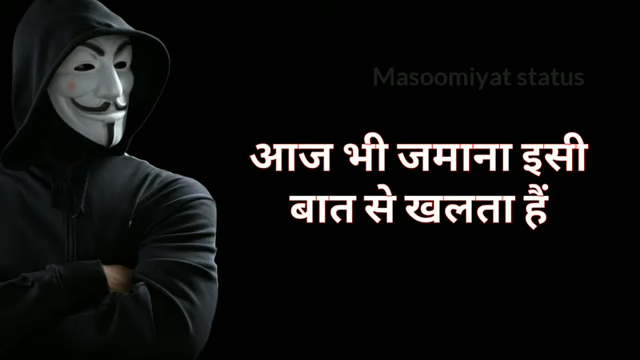 Masoomiyat status
आज भी जमाना इसी
बात से खलता हैं